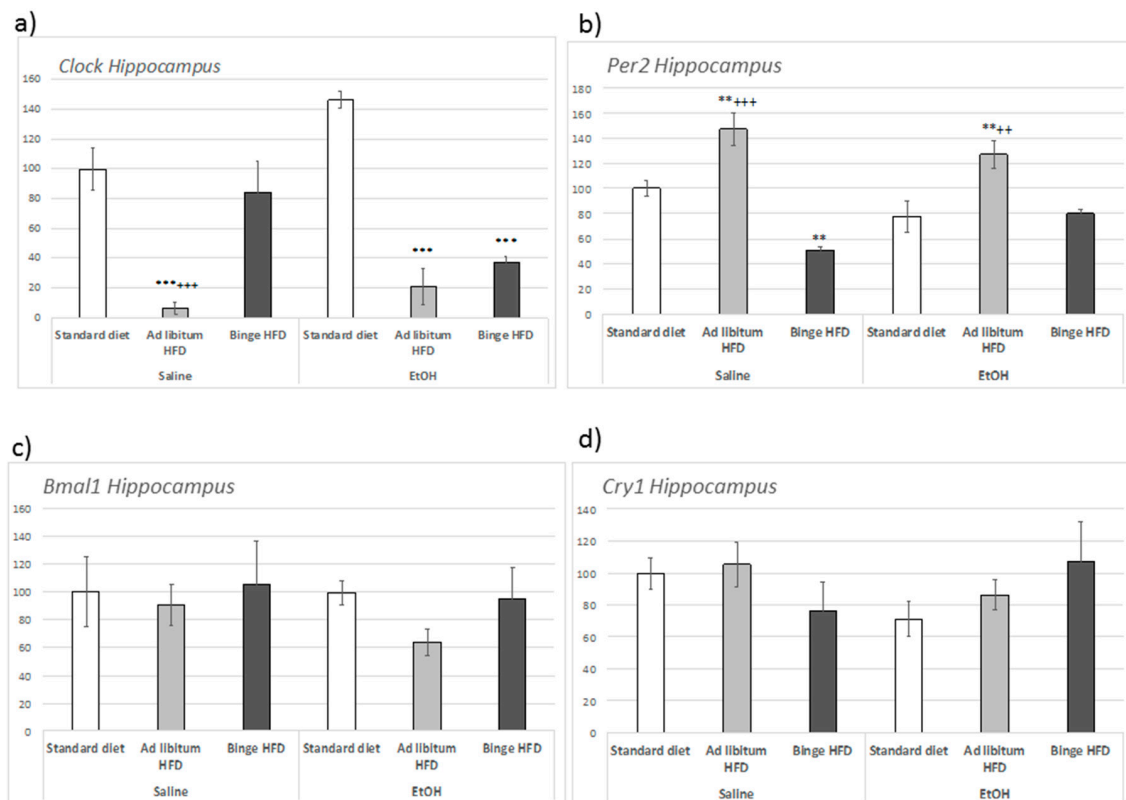 a)
Clock Hippocampus
160
140
120
100
80
60
40
20
0
***+++
***
***
Standard diet Ad libitum HFD Binge HFD Standard diet Ad libitum HFD Binge HFD
Saline EtOH
b)
Per2 Hippocampus
180
160
140
120
100
80
60
40
20
0
**+++
**
**++
Standard diet Ad libitum HFD Binge HFD Standard diet Ad libitum HFD Binge HFD
Saline EtOH
c)
Bmal1 Hippocampus
160
140
120
100
80
60
40
20
0
Standard diet Ad libitum HFD Binge HFD Standard diet Ad libitum HFD Binge HFD
Saline EtOH
d)
Cry1 Hippocampus
140
120
100
80
60
40
20
0
Standard diet Ad libitum HFD Binge HFD Standard diet Ad libitum HFD Binge HFD
Saline EtOH